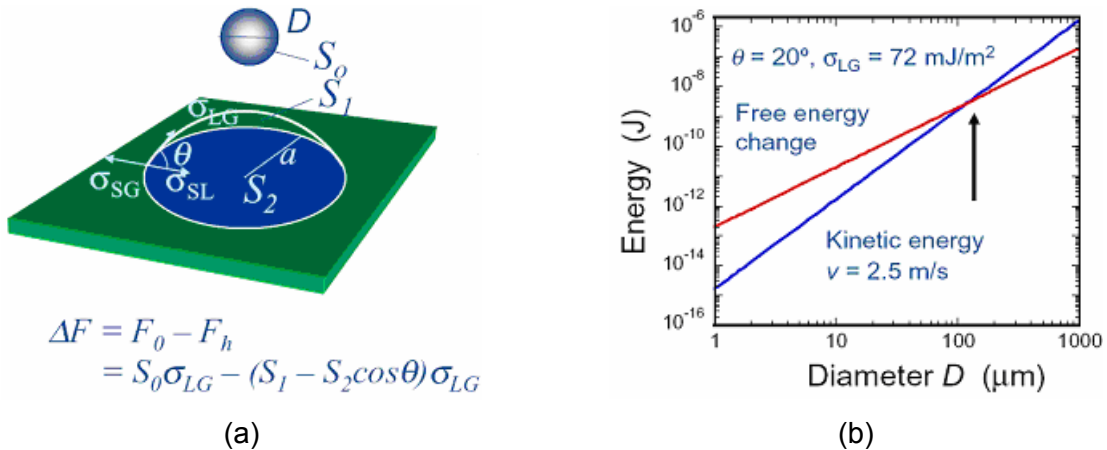 D
Sₒ
S₁
σLG
θ
a
σSG
σSL
S₂
ΔF = F₀ – Fₕ
= S₀σLG – (S₁ – S₂cosθ)σLG
(a)
10⁻⁶
10⁻⁸
10⁻¹⁰
10⁻¹²
10⁻¹⁴
10⁻¹⁶
Energy (J)
θ = 20º, σLG = 72 mJ/m²
Free energy
change
Kinetic energy
v = 2.5 m/s
1
10
100
1000
Diameter D (μm)
(b)